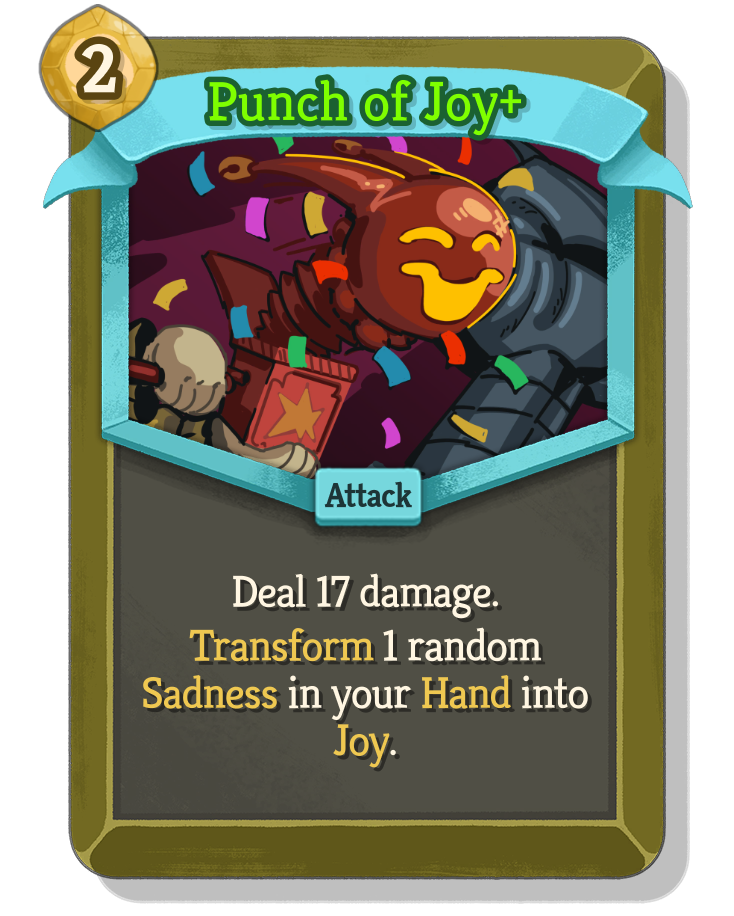 2
Punch of Joy+
Attack
Deal 17 damage.
Transform 1 random
Sadness in your Hand into
Joy.